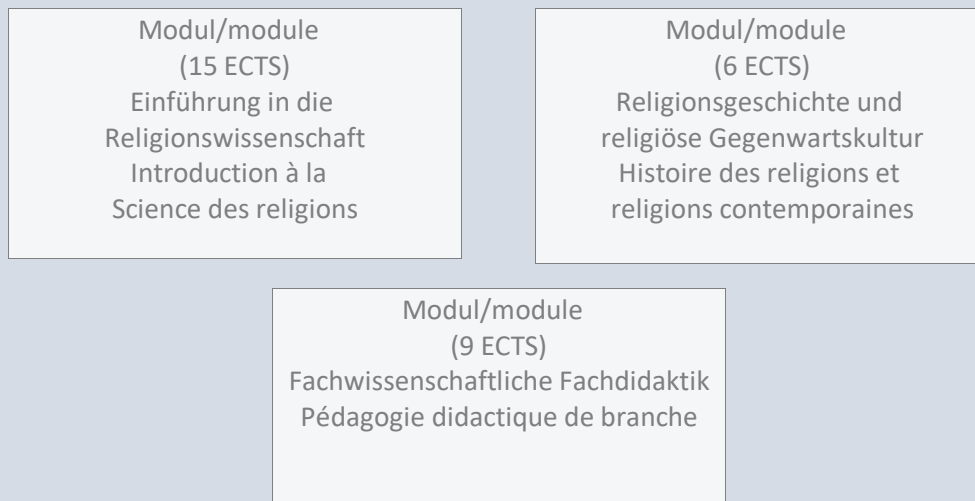 Modul/module
(15 ECTS)
Einführung in die
Religionswissenschaft
Introduction à la
Science des religions
Modul/module
(6 ECTS)
Religionsgeschichte und
religiöse Gegenwartskultur
Histoire des religions et
religions contemporaines
Modul/module
(9 ECTS)
Fachwissenschaftliche Fachdidaktik
Pédagogie didactique de branche